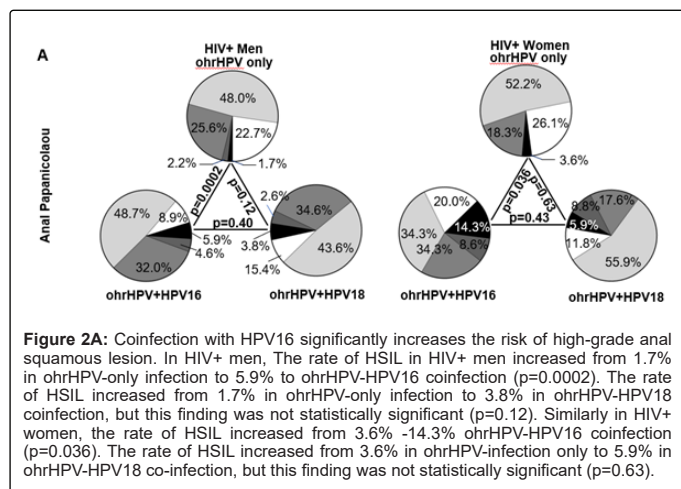 A
HIV+ Men
ohrHPV only
48.0%
25.6%
22.7%
2.2%
1.7%
p=0.0002
p=0.12
p=0.40
48.7%
8.9%
5.9%
4.6%
32.0%
ohrHPV+HPV16
2.6%
34.6%
3.8%
43.6%
15.4%
ohrHPV+HPV18
HIV+ Women
ohrHPV only
52.2%
18.3%
26.1%
3.6%
p=0.036
p=0.63
p=0.43
20.0%
14.3%
34.3%
34.3%
8.6%
ohrHPV+HPV16
8.8%
17.6%
5.9%
11.8%
55.9%
ohrHPV+HPV18
Anal Papanicolaou
Figure 2A: Coinfection with HPV16 significantly increases the risk of high-grade anal
squamous lesion. In HIV+ men, The rate of HSIL in HIV+ men increased from 1.7%
in ohrHPV-only infection to 5.9% to ohrHPV-HPV16 coinfection (p=0.0002). The rate
of HSIL increased from 1.7% in ohrHPV-only infection to 3.8% in ohrHPV-HPV18
coinfection, but this finding was not statistically significant (p=0.12). Similarly in HIV+
women, the rate of HSIL increased from 3.6% -14.3% ohrHPV-HPV16 coinfection
(p=0.036). The rate of HSIL increased from 3.6% in ohrHPV-infection only to 5.9% in
ohrHPV-HPV18 co-infection, but this finding was not statistically significant (p=0.63).